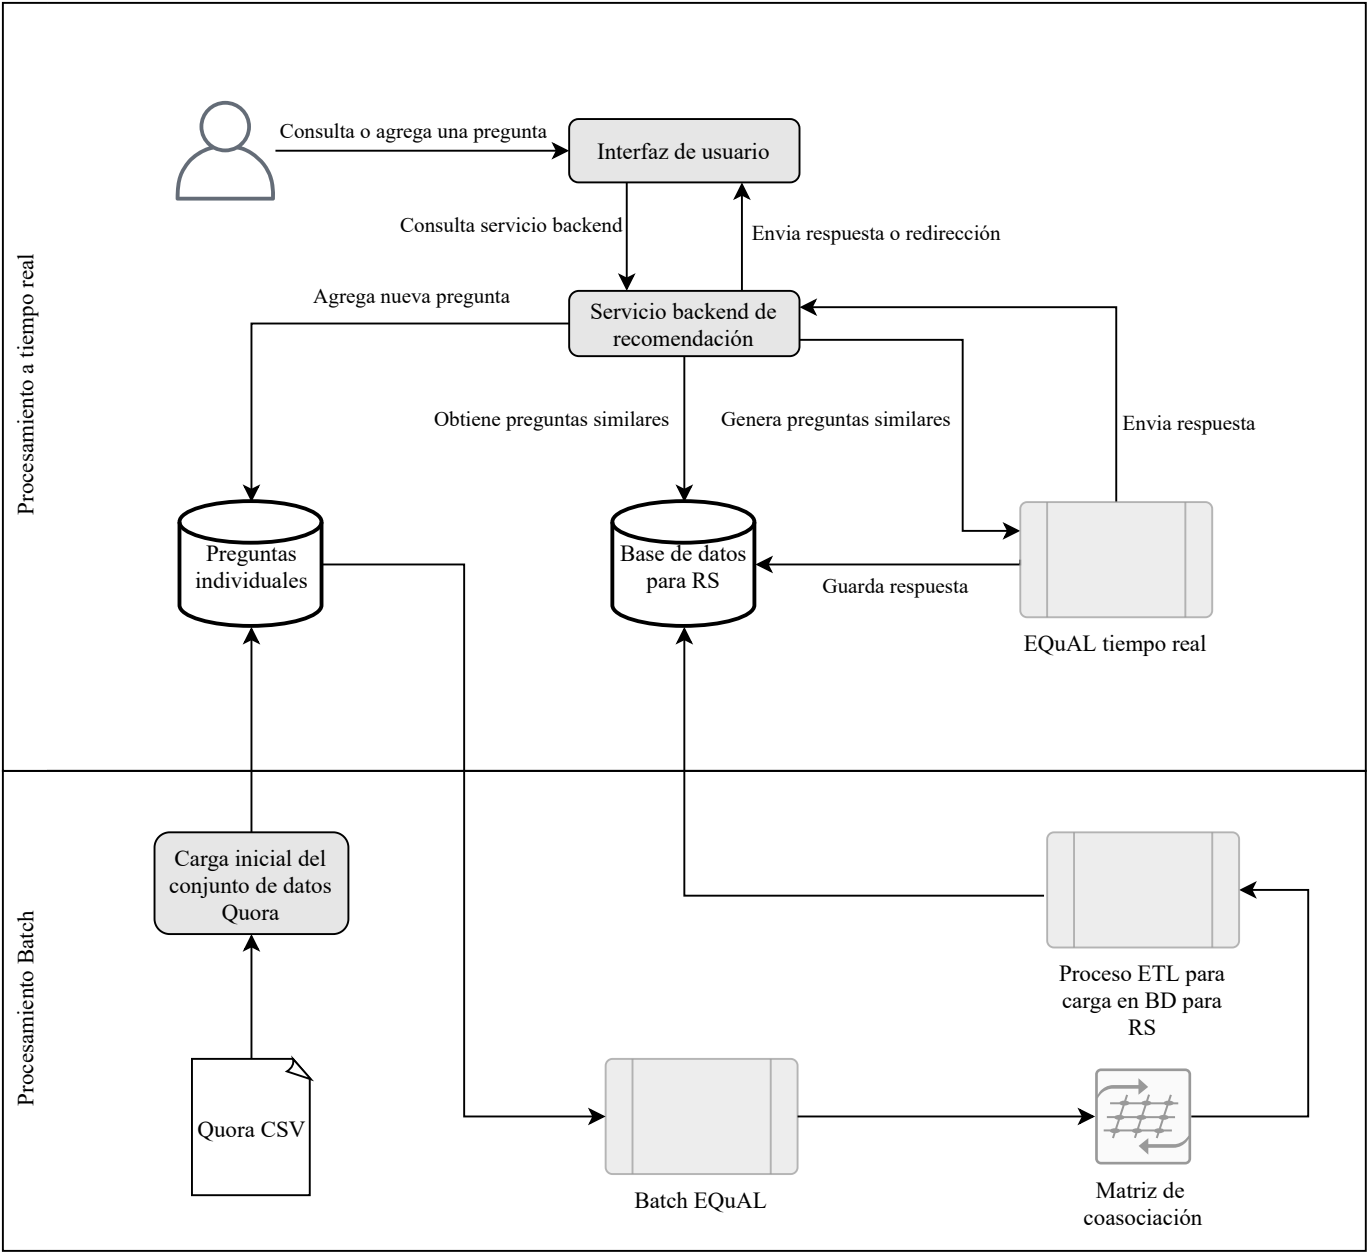 Procesamiento a tiempo real
Consulta o agrega una pregunta
Interfaz de usuario
Consulta servicio backend
Envia respuesta o redirección
Agrega nueva pregunta
Servicio backend de
recomendación
Obtiene preguntas similares
Genera preguntas similares
Envia respuesta
Preguntas
individuales
Base de datos
para RS
Guarda respuesta
EQuAL tiempo real
Procesamiento Batch
Carga inicial del
conjunto de datos
Quora
Proceso ETL para
carga en BD para
RS
Quora CSV
Batch EQuAL
Matriz de
coasociación